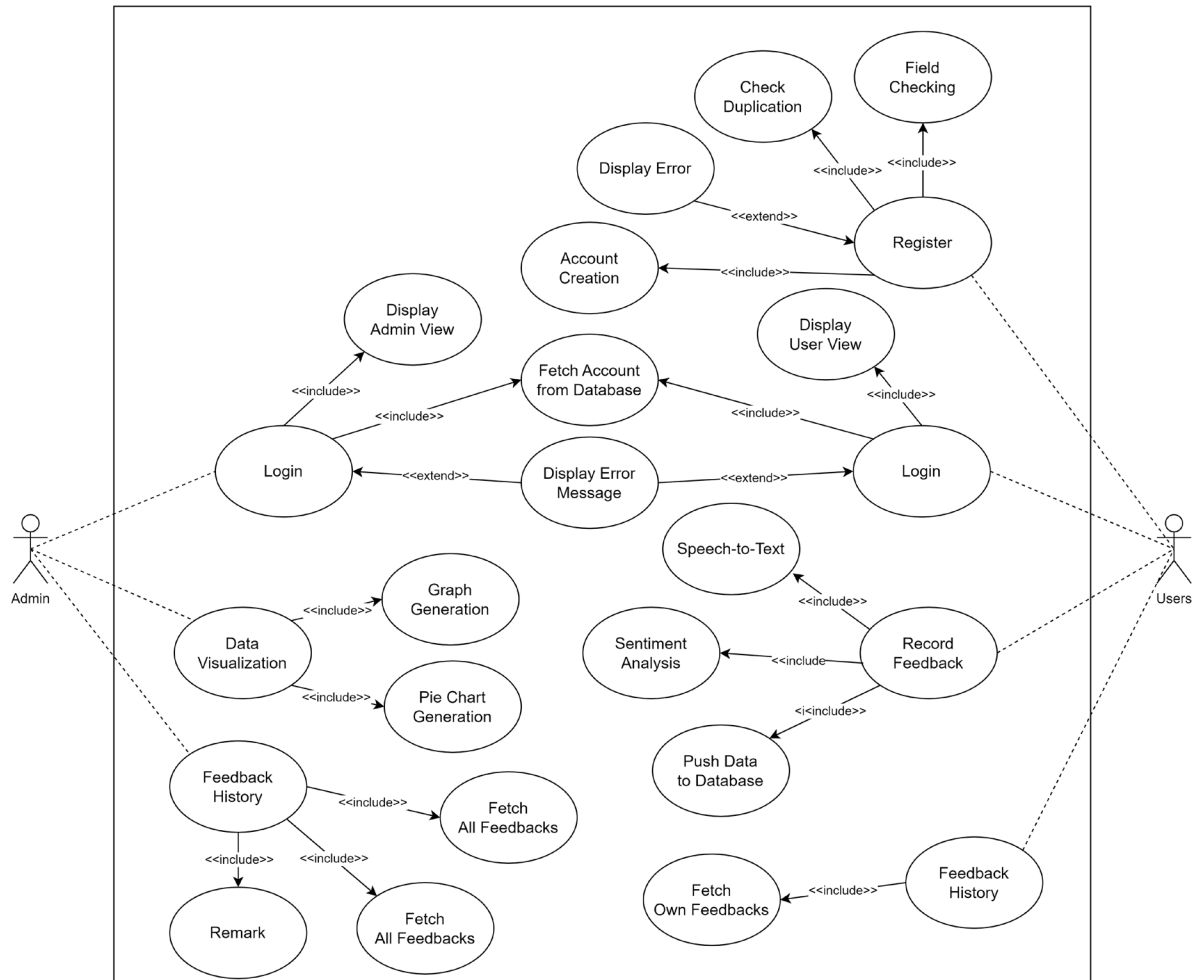 Field
Checking
Check
Duplication
<<include>>
<<include>>
Display Error
<<extend>>
Register
Account
Creation
<<include>>
Display
Admin View
Display
User View
<<include>>
Fetch Account
from Database
<<include>>
<<include>>
<<include>>
Login
<<extend>>
Display Error
Message
<<extend>>
Login
Speech-to-Text
Admin
Users
Graph
Generation
<<include>>
<<include>>
Data
Visualization
Sentiment
Analysis
<<include
Record
Feedback
<<include>>
Pie Chart
Generation
<i<include>>
Push Data
to Database
Feedback
History
<<include>>
Fetch
All Feedbacks
<<include>>
<<include>>
Remark
Fetch
All Feedbacks
Fetch
Own Feedbacks
<<include>>
Feedback
History